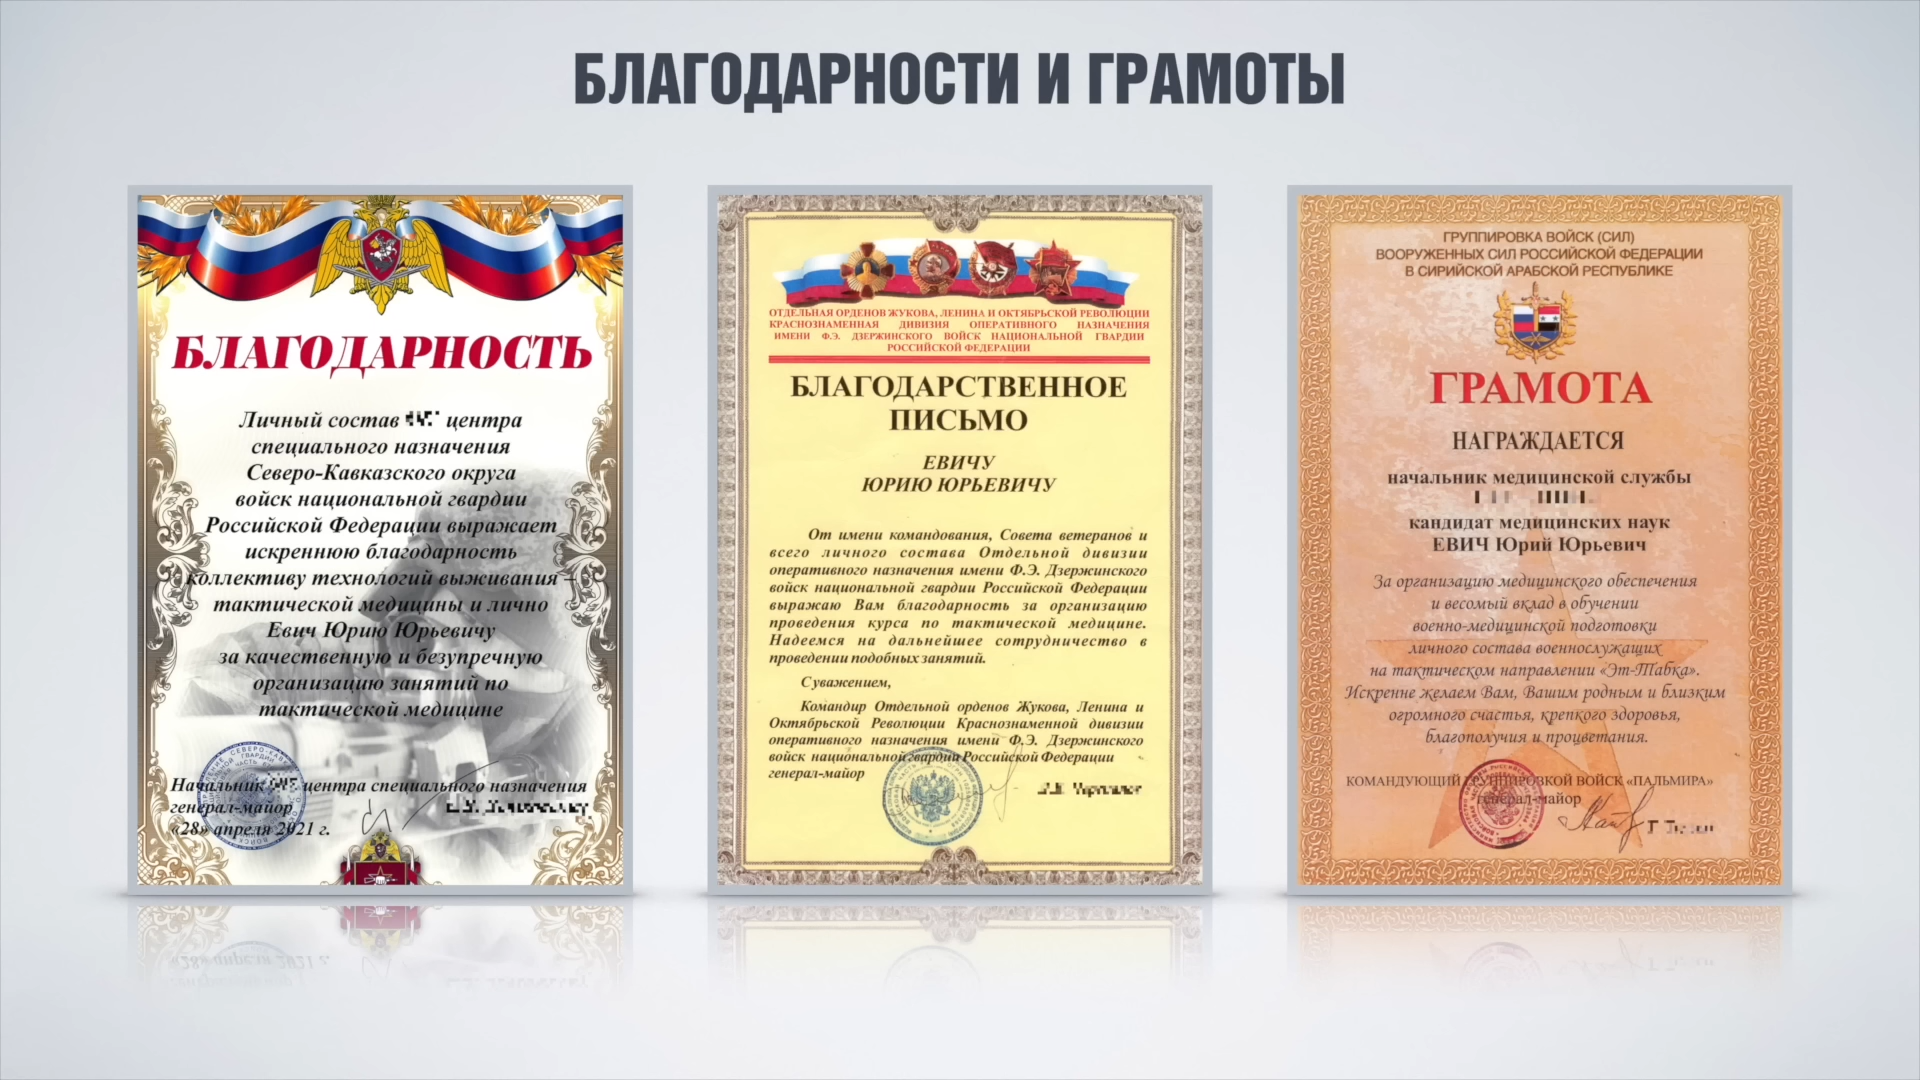 БЛАГОДАРНОСТИ И ГРАМОТЫ
БЛАГОДАРНОСТЬ
Личный состав центра
специального назначения
Северо-Кавказского округа
войск национальной гвардии
Российской Федерации выражает
искреннюю благодарность
коллективу технологий выживания –
тактической медицины и лично
Евич Юрию Юрьевичу
за качественную и безупречную
организацию занятий по
тактической медицине
Начальник центра специального назначения
генерал-майор
«28» апреля 2021 г.
ОТДЕЛЬНАЯ ОРДЕНОВ ЖУКОВА, ЛЕНИНА И ОКТЯБРЬСКОЙ РЕВОЛЮЦИИ
КРАСНОЗНАМЕННАЯ ДИВИЗИЯ ОПЕРАТИВНОГО НАЗНАЧЕНИЯ
ИМЕНИ Ф.Э. ДЗЕРЖИНСКОГО ВОЙСК НАЦИОНАЛЬНОЙ ГВАРДИИ
РОССИЙСКОЙ ФЕДЕРАЦИИ
БЛАГОДАРСТВЕННОЕ
ПИСЬМО
ЕВИЧУ
ЮРИЮ ЮРЬЕВИЧУ
От имени командования, Совета ветеранов и
всего личного состава Отдельной дивизии
оперативного назначения имени Ф.Э. Дзержинского
войск национальной гвардии Российской Федерации
выражаю Вам благодарность за организацию
проведения курса по тактической медицине.
Надеемся на дальнейшее сотрудничество в
проведении подобных занятий.
С уважением,
Командир Отдельной орденов Жукова, Ленина и
Октябрьской Революции Краснознаменной дивизии
оперативного назначения имени Ф.Э. Дзержинского
войск национальной гвардии Российской Федерации
генерал-майор
ГРУППИРОВКА ВОЙСК (СИЛ)
ВООРУЖЕННЫХ СИЛ РОССИЙСКОЙ ФЕДЕРАЦИИ
В СИРИЙСКОЙ АРАБСКОЙ РЕСПУБЛИКЕ
ГРАМОТА
НАГРАЖДАЕТСЯ
начальник медицинской службы
кандидат медицинских наук
ЕВИЧ Юрий Юрьевич
За организацию медицинского обеспечения
и весомый вклад в обучении
военно-медицинской подготовки
личного состава военнослужащих
на тактическом направлении «Эт-Табка».
Искренне желаем Вам, Вашим родным и близким
огромного счастья, крепкого здоровья,
благополучия и процветания.
КОМАНДУЮЩИЙ ГРУППИРОВКОЙ ВОЙСК «ПАЛЬМИРА»
генерал-майор